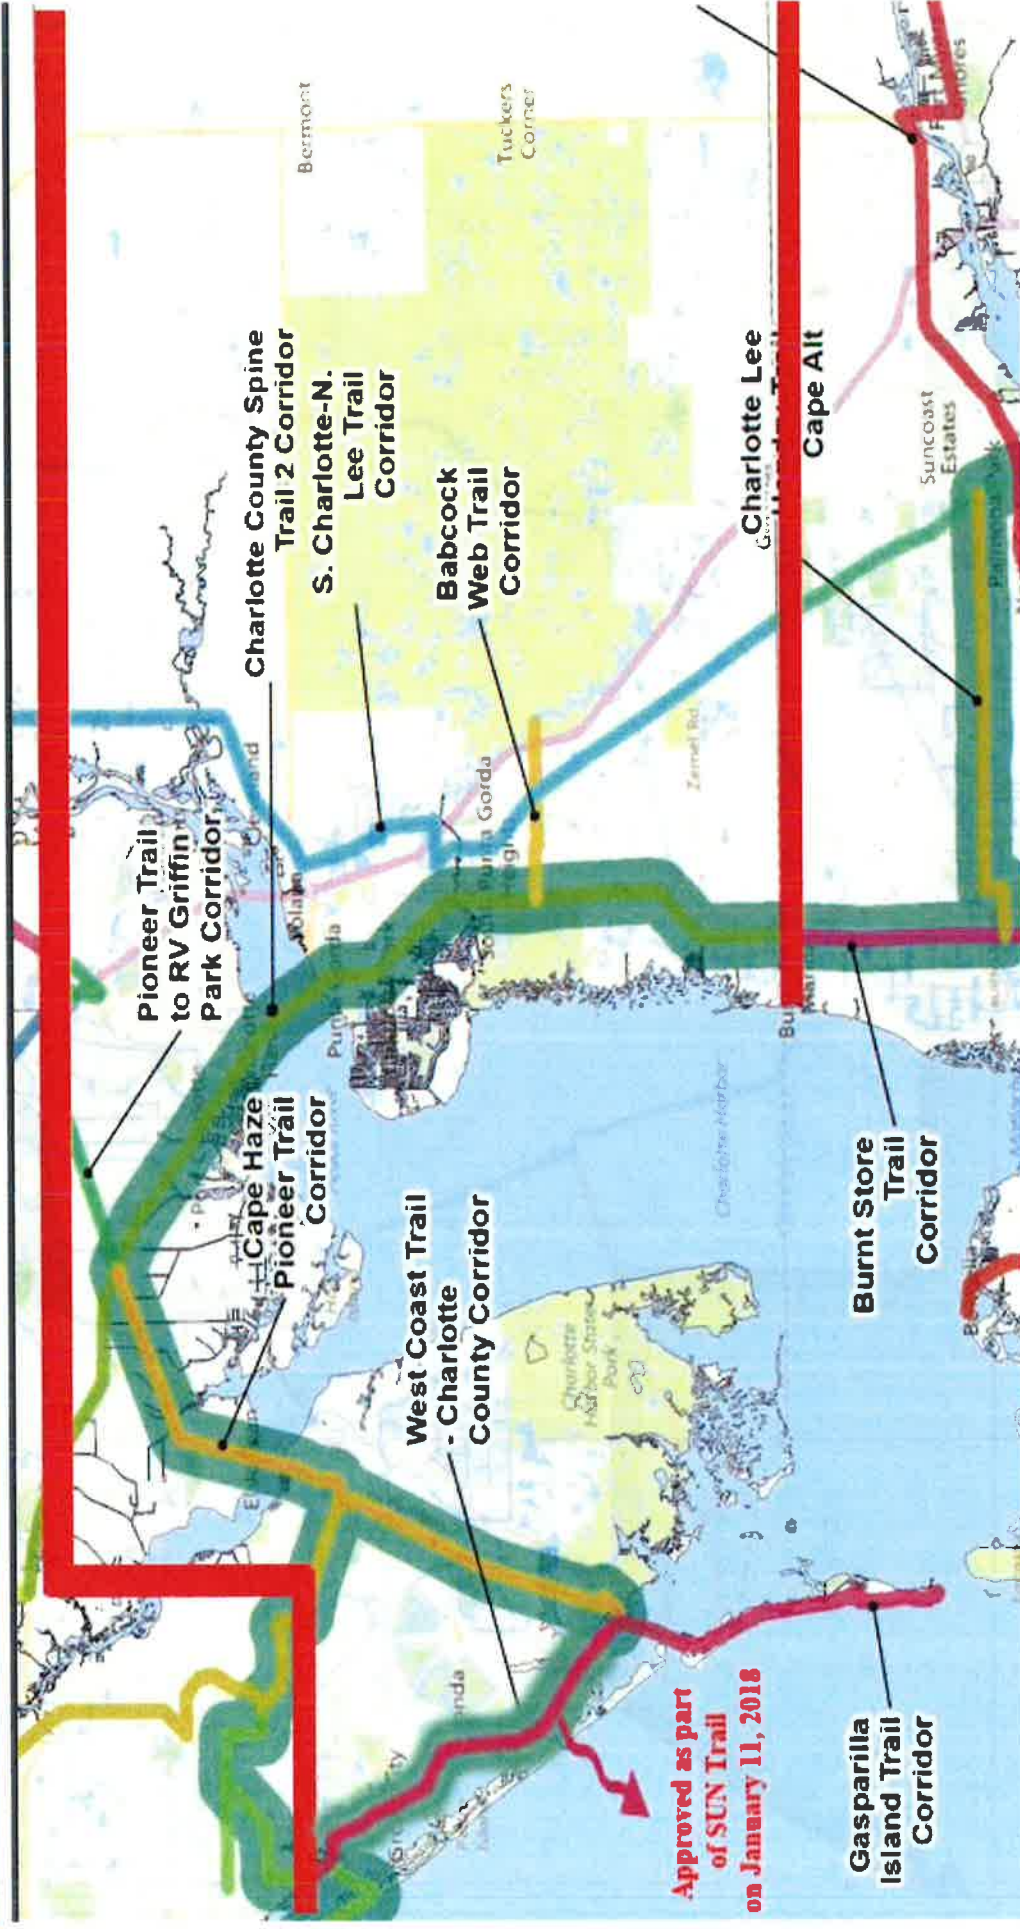 Pioneer Trail
to RV Griffin
Park Corridor
Charlotte County Spine
Trail 2 Corridor
S. Charlotte-N.
Lee Trail
Corridor
Bermont
Tuckers
Corner
Babcock
Web Trail
Corridor
Cape Haze
Pioneer Trail
Corridor
West Coast Trail
- Charlotte
County Corridor
Gorda
Zemel Rd
Charlotte Lee
Cape Alt
Suncoast
Estates
Charlotte
Harbor State
Park
Charlotte Harbor
Burnt Store
Trail
Corridor
Approved as part
of SUN Trail
on January 11, 2018
Gasparilla
Island Trail
Corridor